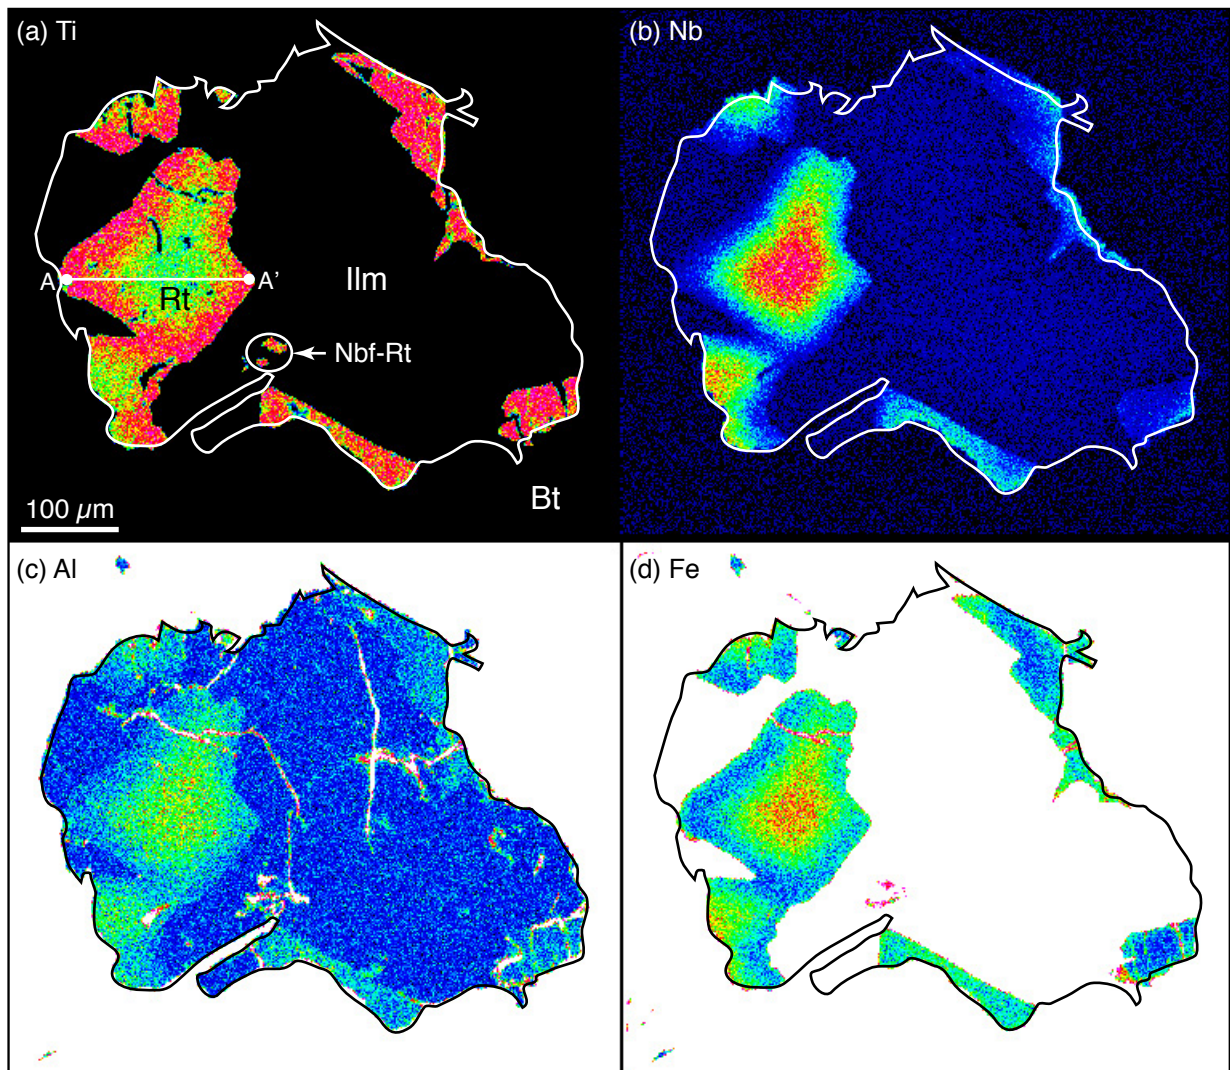 (a) Ti
(b) Nb
A
A’
Rt
Ilm
Nbf-Rt
Bt
100 µm
(c) Al
(d) Fe